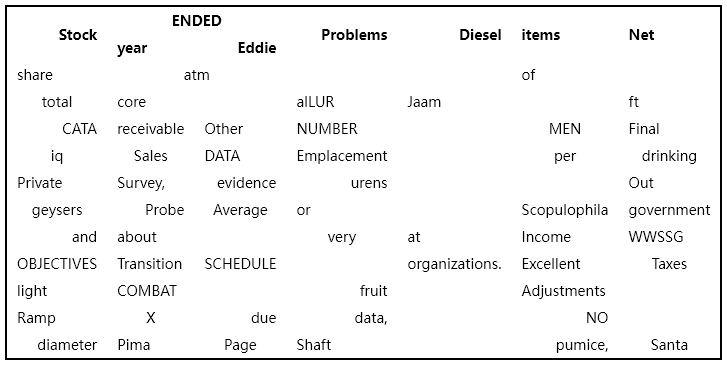 ENDED
Stock year Eddie Problems Diesel items Net
share atm of
total core alLUR Jaam ft
CATA receivable Other NUMBER MEN Final
iq Sales DATA Emplacement per drinking
Private Survey, evidence urens Out
geysers Probe Average or Scopulophila government
and about very at Income WWSSG
OBJECTIVES Transition SCHEDULE organizations. Excellent Taxes
light COMBAT fruit Adjustments
Ramp X due data, NO
diameter Pima Page Shaft pumice, Santa